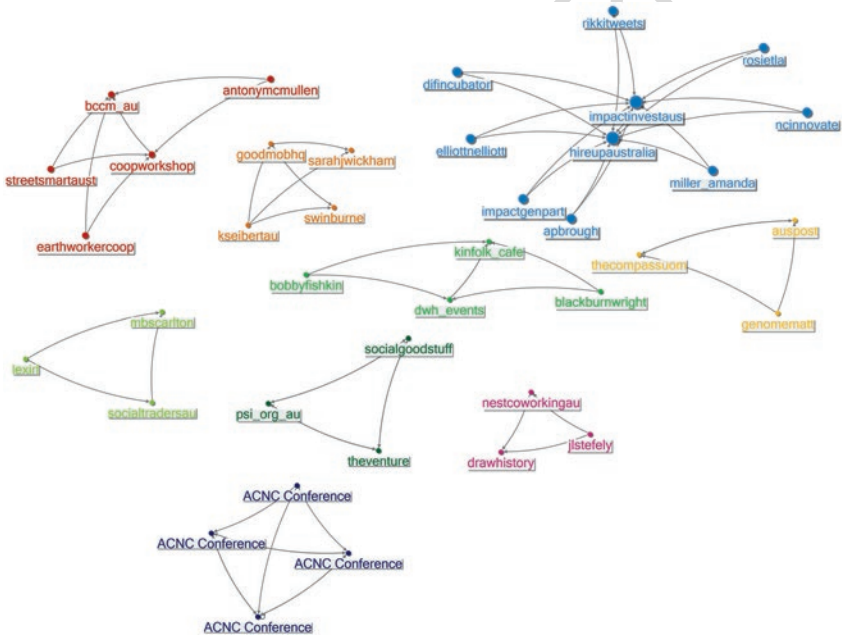 rikkitweets
rosietla
difincubator
impactinvestaus
ncinnovate
elliottnelliott
hireupaustralia
miller_amanda
impactgenpart
apbrough
antonymcmullen
bccm_au
coopworkshop
streetsmartaust
earthworkercoop
goodmobhq
sarahjwickham
swinburne
kseibertau
kinfolk_cafe
bobbyfishkin
blackburnwright
dwh_events
auspost
thecompassuom
genomematt
mbscarlton
lexirl
socialtradersau
socialgoodstuff
psi_org_au
theventure
nestcoworkingau
jlstefely
drawhistory
ACNC Conference
ACNC Conference
ACNC Conference
ACNC Conference